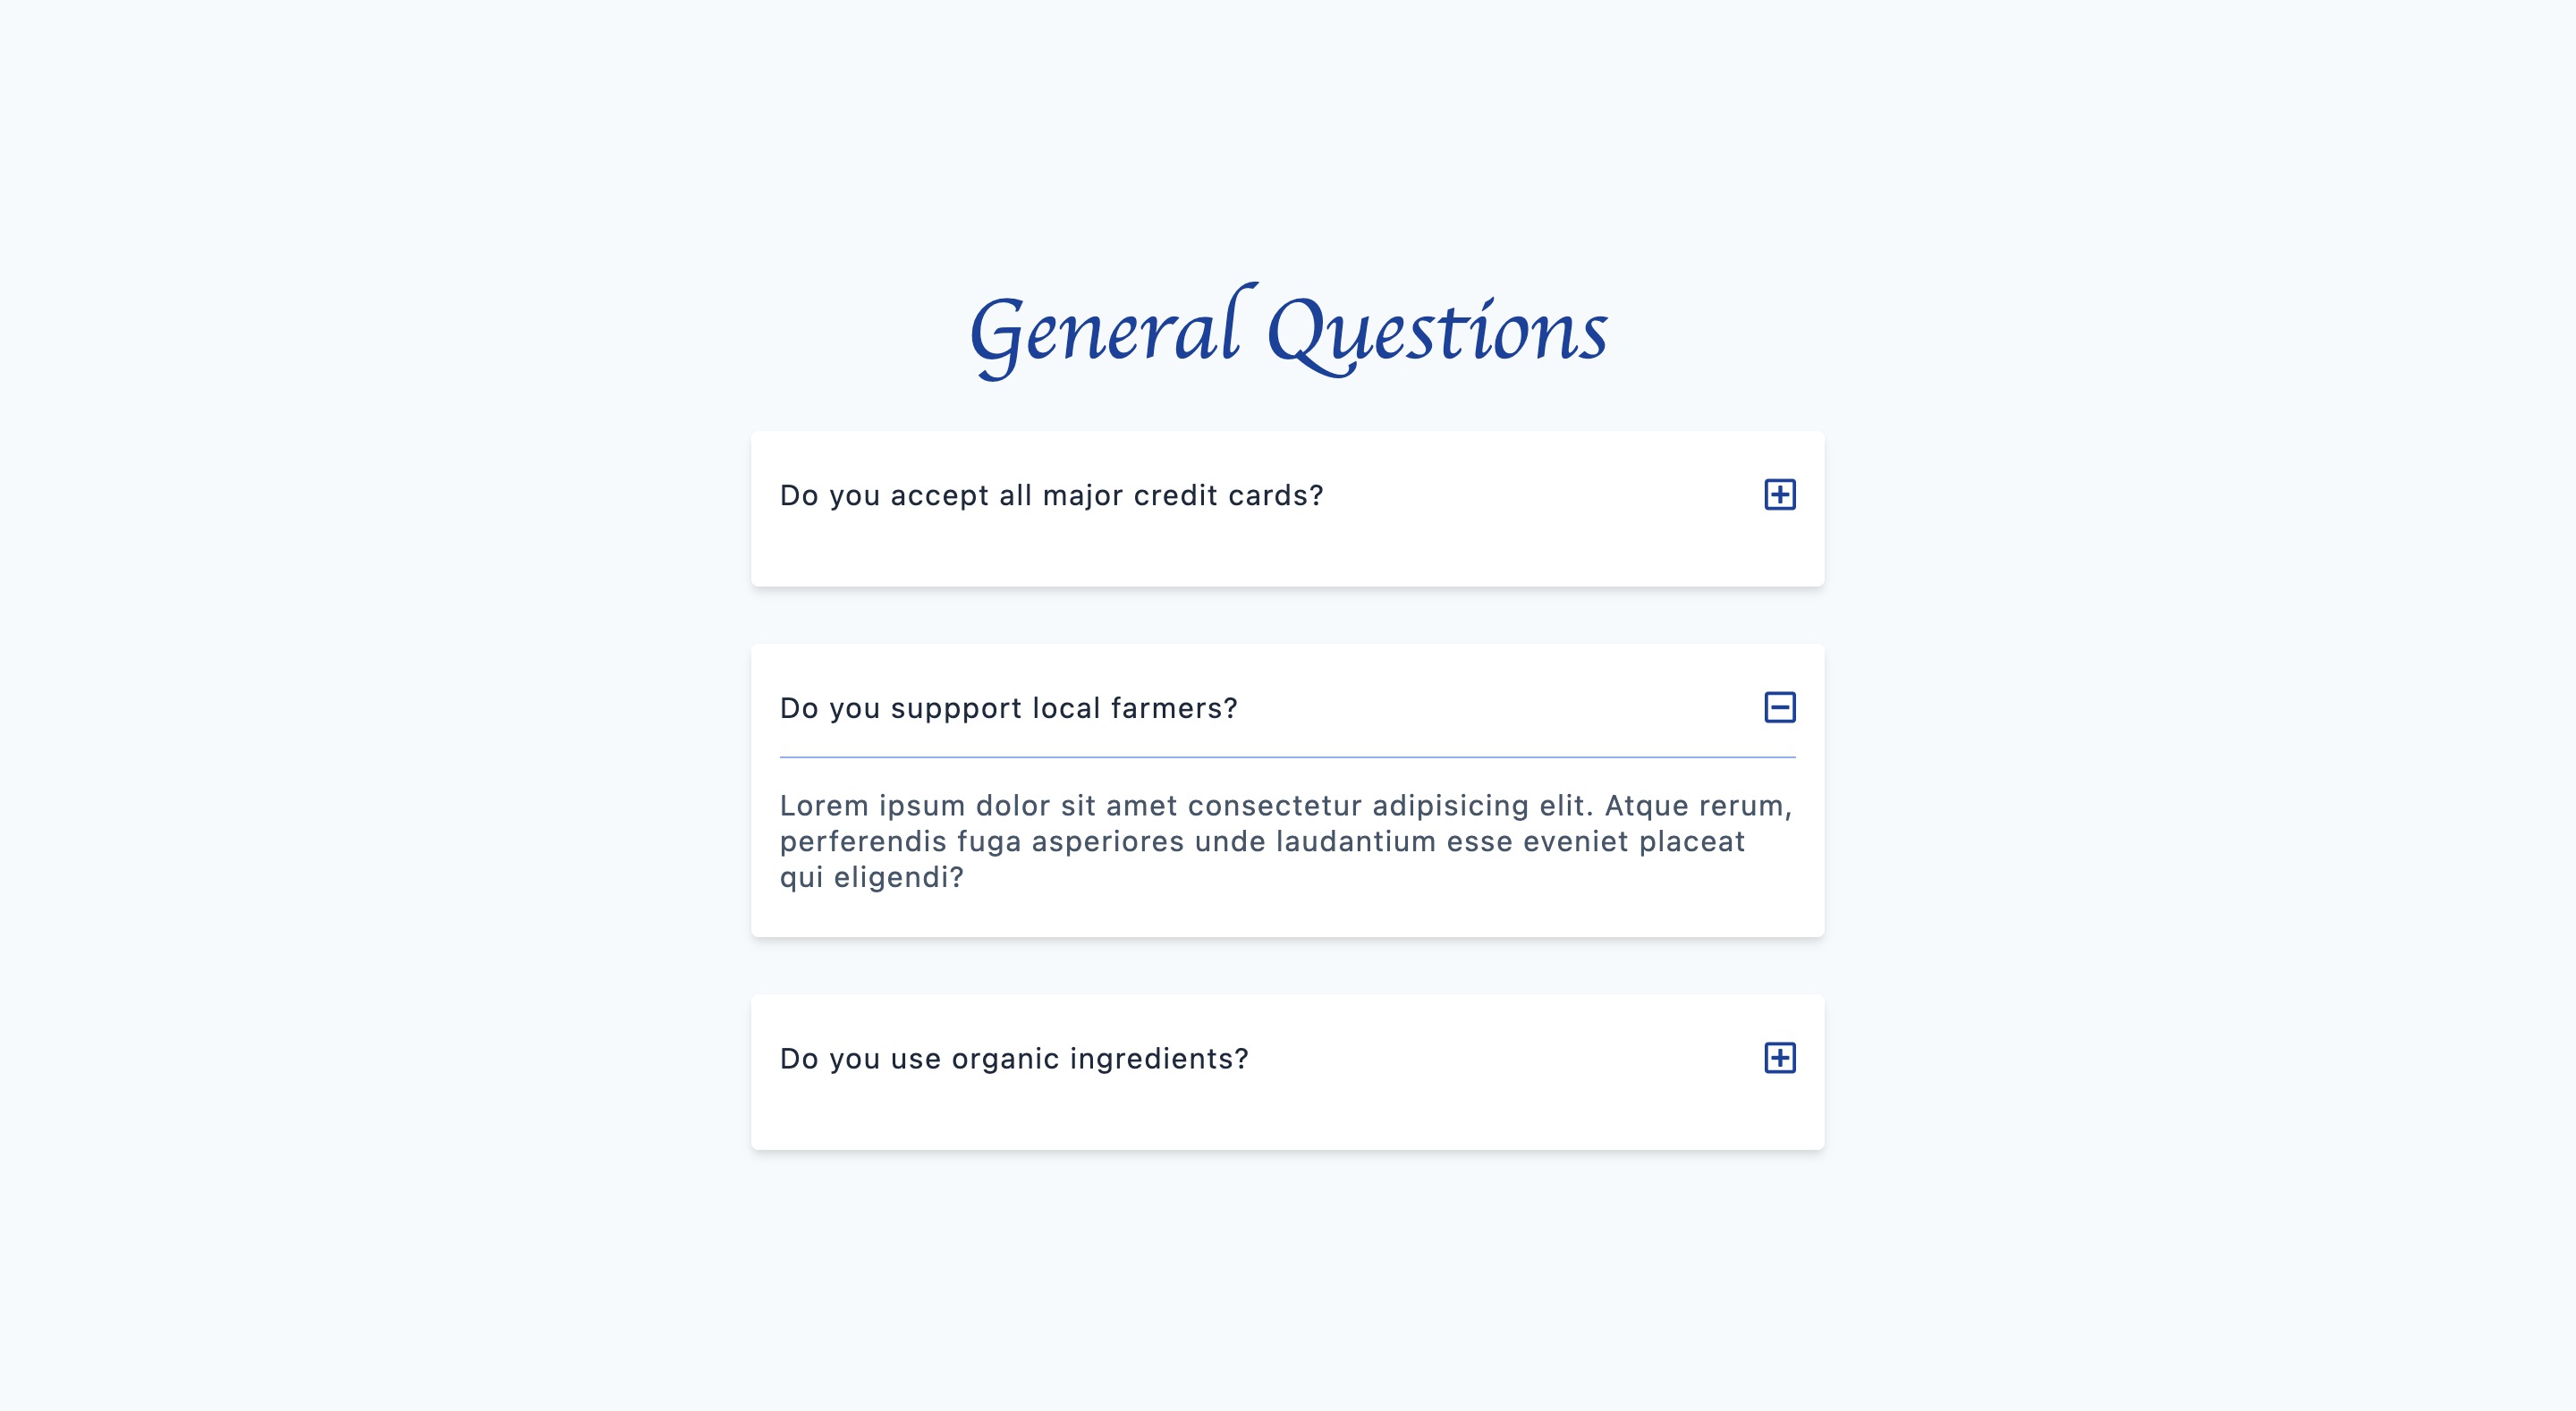 General Questions
Do you accept all major credit cards?
Do you suppport local farmers?
Lorem ipsum dolor sit amet consectetur adipisicing elit. Atque rerum,
perferendis fuga asperiores unde laudantium esse eveniet placeat
qui eligendi?
Do you use organic ingredients?